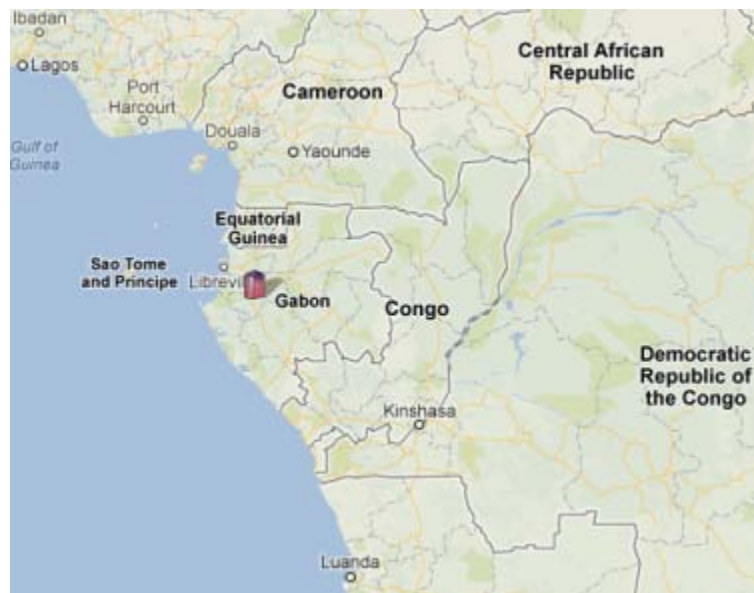 Ibadan
Lagos
Port
Harcourt
Gulf of
Guinea
Douala
Cameroon
Yaounde
Central African
Republic
Equatorial
Guinea
Sao Tome
and Principe
Gabon
Congo
Democratic
Republic of
the Congo
Kinshasa
Luanda